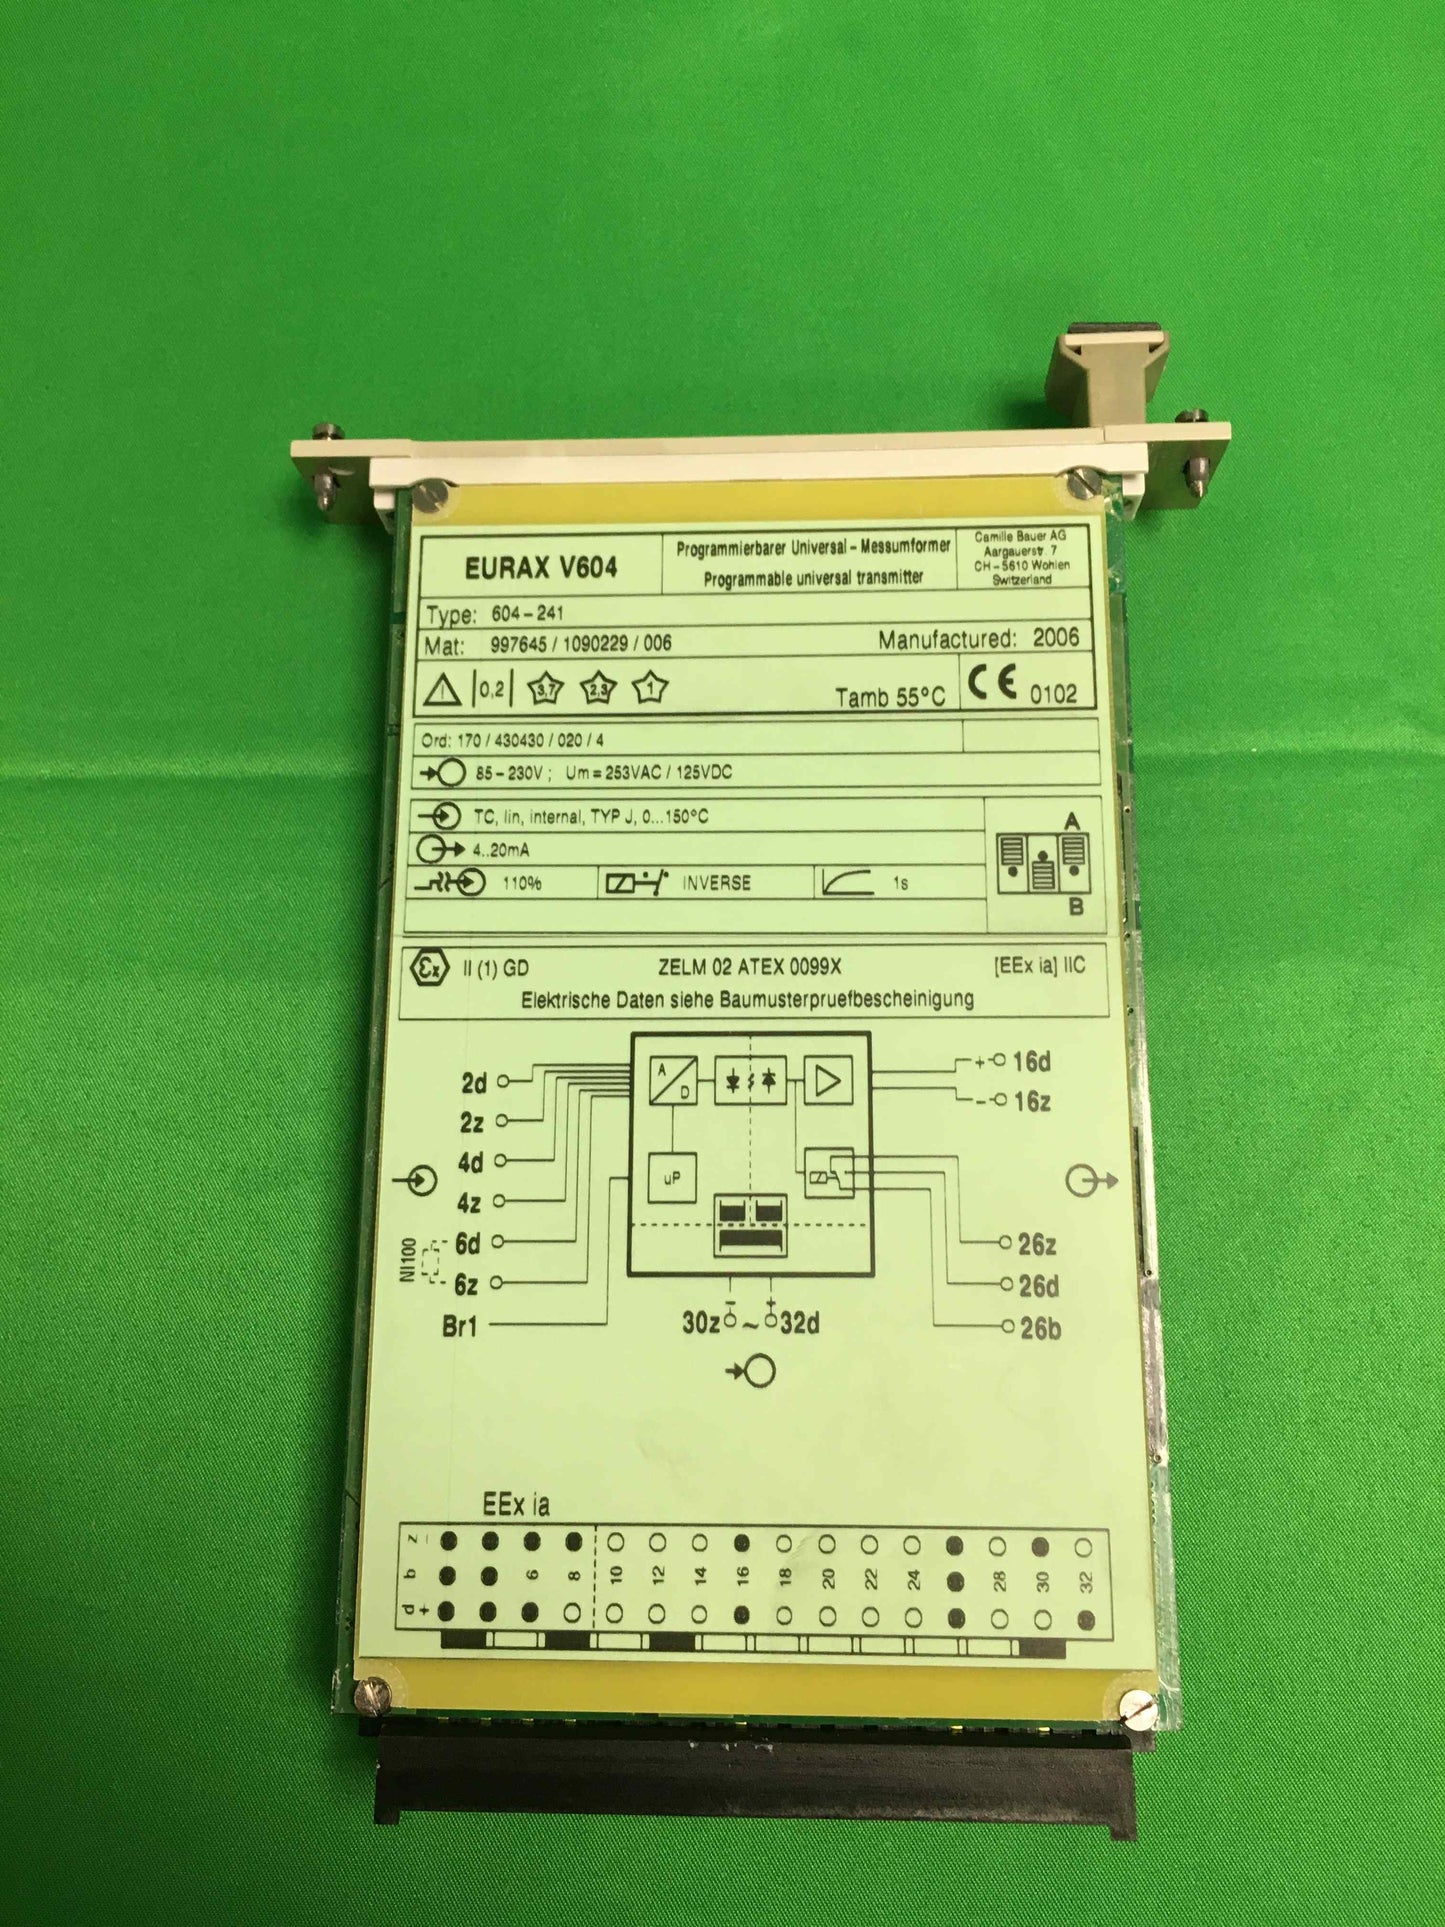 EURAX V604
Programmierbarer Universal-Messumformer
Programmable universal transmitter
Camille Bauer AG
Aargauerstr. 7
CH-5610 Wohlen
Switzerland
Type: 604-241
Mat: 997645 / 1090229 / 006 Manufactured: 2006
0,2 3,7 2,3 1 Tamb 55°C CE 0102
Ord: 170 / 430430 / 020 / 4
85-230V ; Um=253VAC / 125VDC
TC, lin, internal, TYP J, 0...150°C
4..20mA
110% INVERSE 1s
A
B
Ex II (1) GD ZELM 02 ATEX 0099X [EEx ia] IIC
Elektrische Daten siehe Baumusterpruefbescheinigung
A
D
uP
2d
2z
4d
4z
6d
6z
NI100
Br1
+ 16d
- 16z
26z
26d
26b
- +
30z ~ 32d
EEx ia
z -
b 6 8 10 12 14 16 18 20 22 24 28 30 32
d +